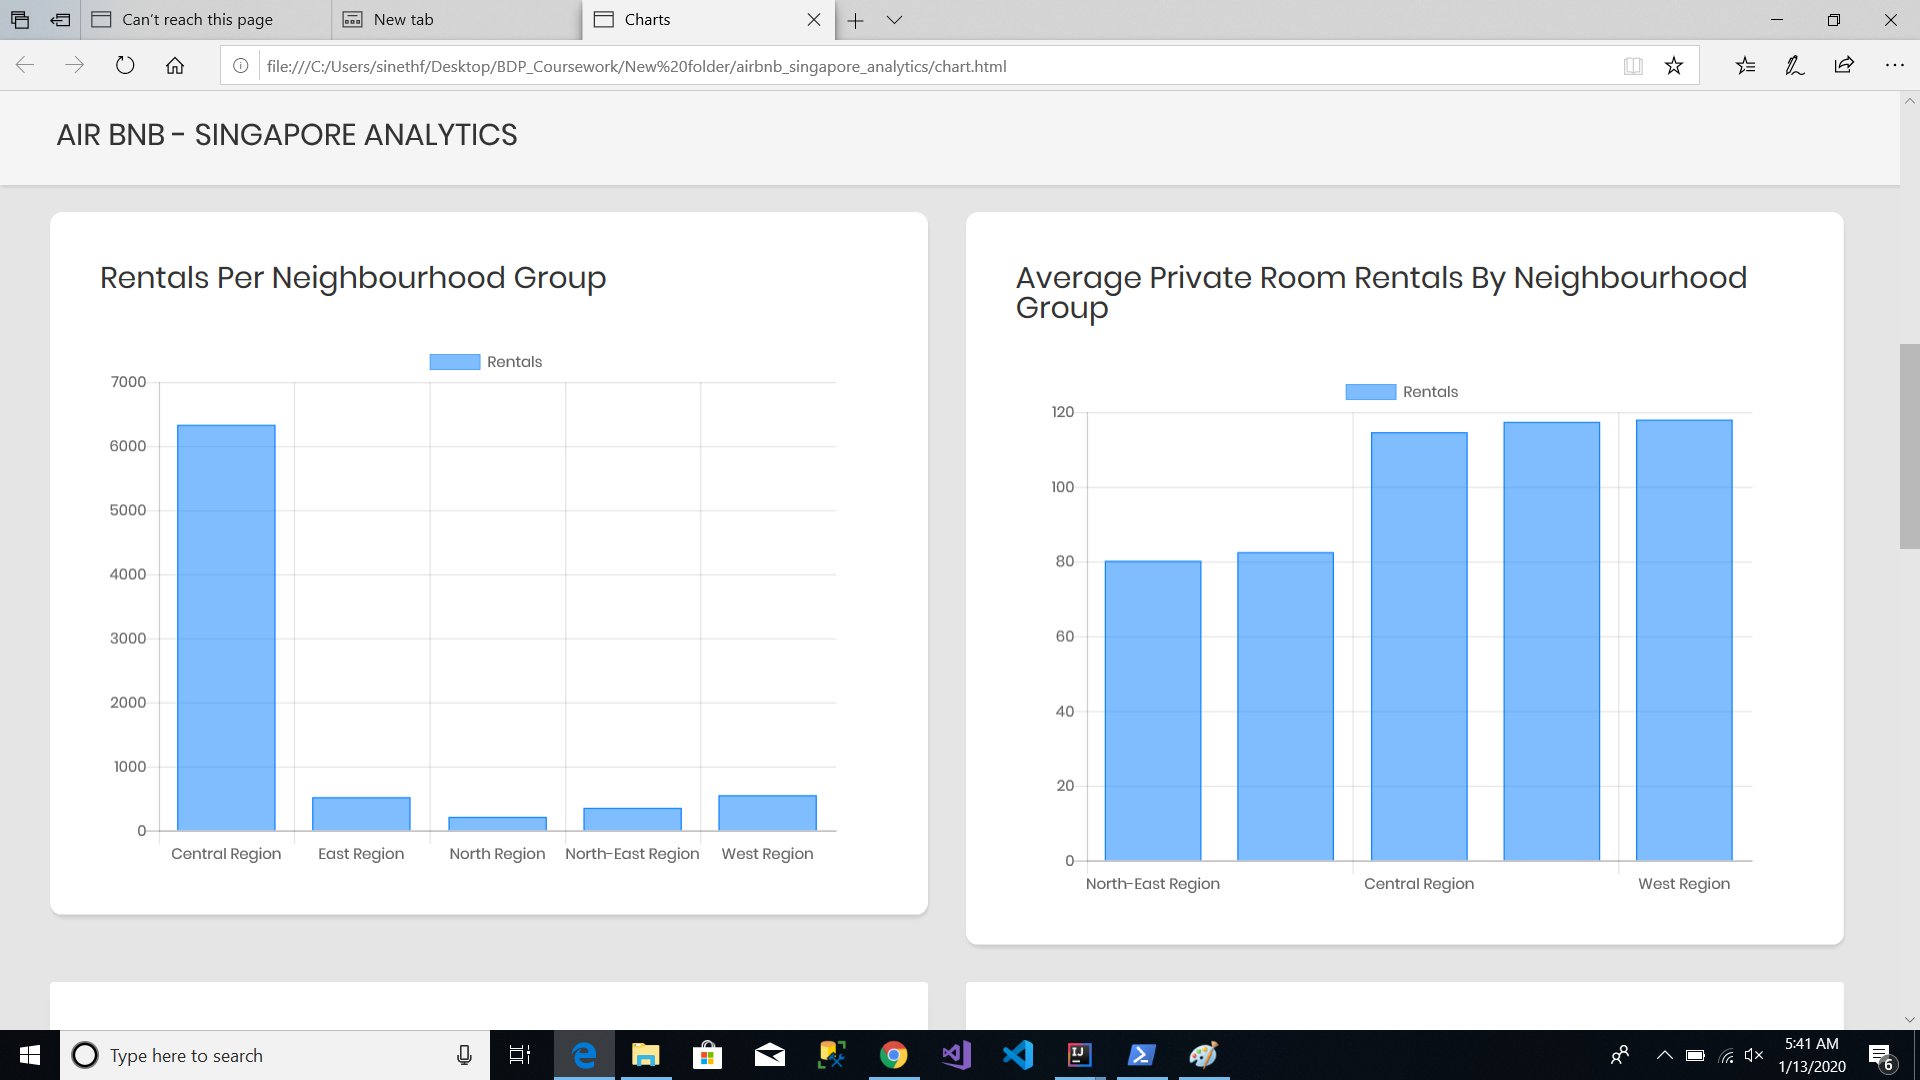 Can't reach this page
New tab
Charts
file:///C:/Users/sinethf/Desktop/BDP_Coursework/New%20folder/airbnb_singapore_analytics/chart.html
AIR BNB - SINGAPORE ANALYTICS
Rentals Per Neighbourhood Group
Rentals
7000
6000
5000
4000
3000
2000
1000
0
Central Region
East Region
North Region
North-East Region
West Region
Average Private Room Rentals By Neighbourhood
Group
Rentals
120
100
80
60
40
20
0
North-East Region
Central Region
West Region
Type here to search
5:41 AM
1/13/2020
6